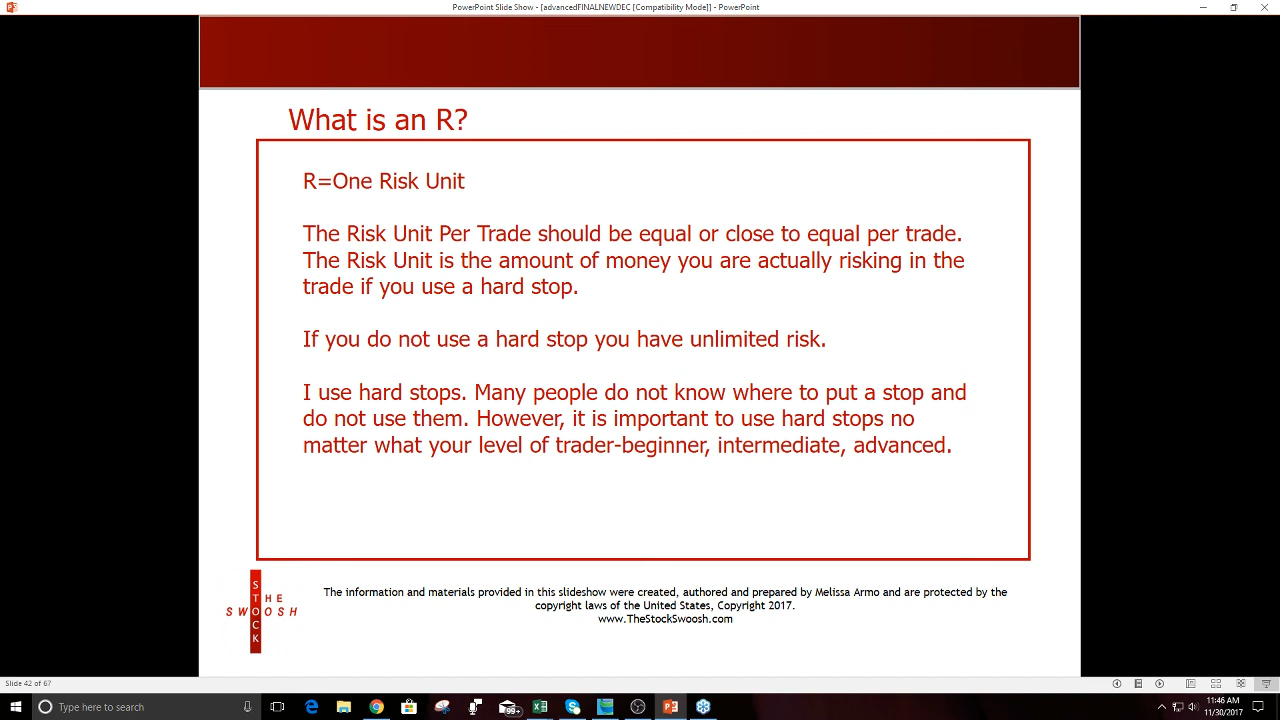 PowerPoint Slide Show - [advancedFINALNEWDEC [Compatibility Mode]] - PowerPoint
What is an R?
R=One Risk Unit
The Risk Unit Per Trade should be equal or close to equal per trade.
The Risk Unit is the amount of money you are actually risking in the
trade if you use a hard stop.
If you do not use a hard stop you have unlimited risk.
I use hard stops. Many people do not know where to put a stop and
do not use them. However, it is important to use hard stops no
matter what your level of trader-beginner, intermediate, advanced.
THE
STOCK
SWOOSH
The information and materials provided in this slideshow were created, authored and prepared by Melissa Armo and are protected by the
copyright laws of the United States, Copyright 2017.
www.TheStockSwoosh.com
Slide 42 of 67
Type here to search
99+
11:46 AM
11/30/2017